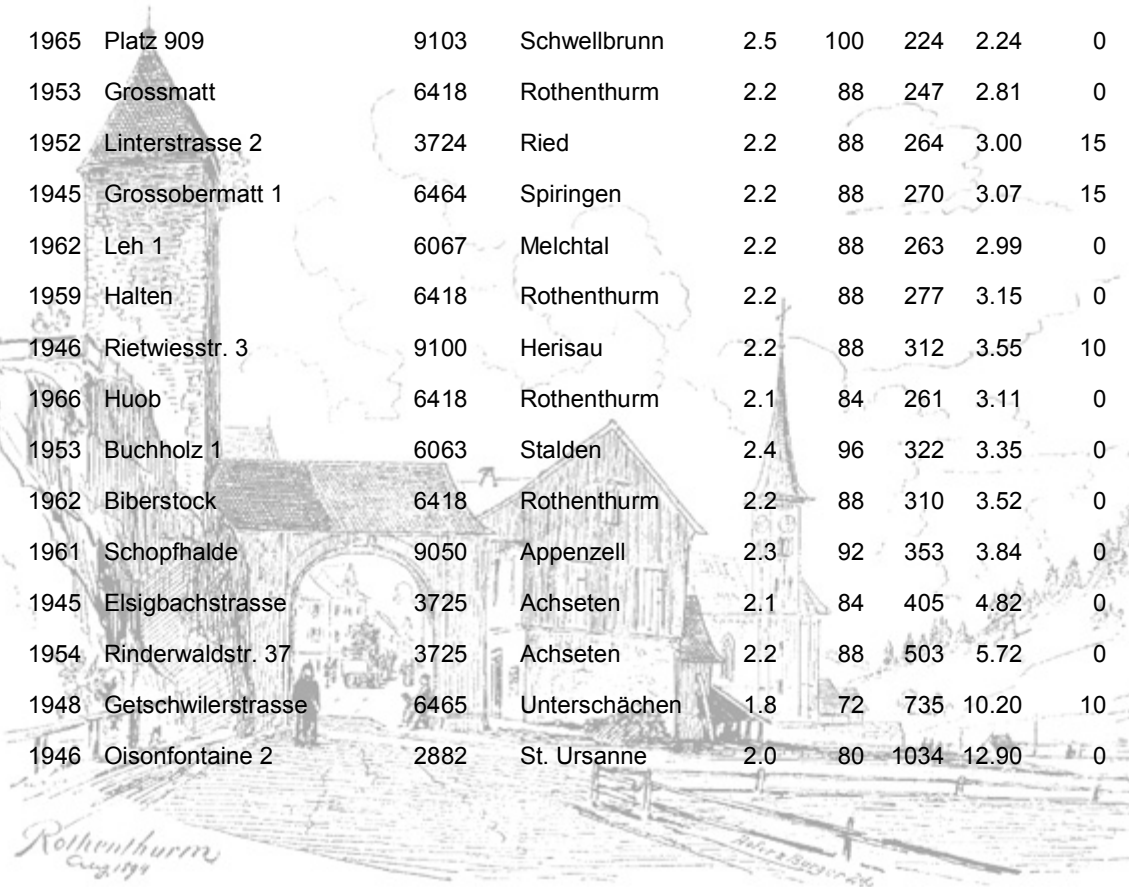 1965 Platz 909 9103 Schwellbrunn 2.5 100 224 2.24 0
1953 Grossmatt 6418 Rothenthurm 2.2 88 247 2.81 0
1952 Linterstrasse 2 3724 Ried 2.2 88 264 3.00 15
1945 Grossobermatt 1 6464 Spiringen 2.2 88 270 3.07 15
1962 Leh 1 6067 Melchtal 2.2 88 263 2.99 0
1959 Halten 6418 Rothenthurm 2.2 88 277 3.15 0
1946 Rietwiesstr. 3 9100 Herisau 2.2 88 312 3.55 10
1966 Huob 6418 Rothenthurm 2.1 84 261 3.11 0
1953 Buchholz 1 6063 Stalden 2.4 96 322 3.35 0
1962 Biberstock 6418 Rothenthurm 2.2 88 310 3.52 0
1961 Schopfhalde 9050 Appenzell 2.3 92 353 3.84 0
1945 Elsigbachstrasse 3725 Achseten 2.1 84 405 4.82 0
1954 Rinderwaldstr. 37 3725 Achseten 2.2 88 503 5.72 0
1948 Getschwilerstrasse 6465 Unterschächen 1.8 72 735 10.20 10
1946 Oisonfontaine 2 2882 St. Ursanne 2.0 80 1034 12.90 0
Rothenthurm
Aug. 1894